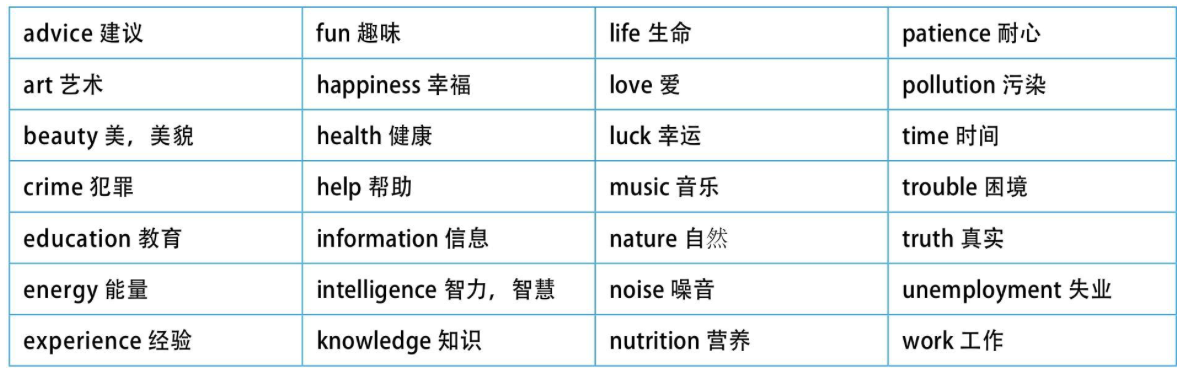 advice 建议 fun 趣味 life 生命 patience 耐心
art 艺术 happiness 幸福 love 爱 pollution 污染
beauty 美，美貌 health 健康 luck 幸运 time 时间
crime 犯罪 help 帮助 music 音乐 trouble 困境
education 教育 information 信息 nature 自然 truth 真实
energy 能量 intelligence 智力，智慧 noise 噪音 unemployment 失业
experience 经验 knowledge 知识 nutrition 营养 work 工作